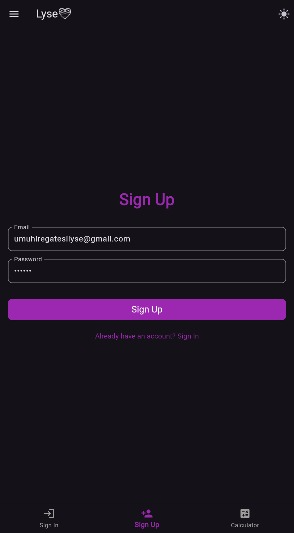 Lyse
Sign Up
Email
umuhiregatesilyse@gmail.com
Password
••••••
Sign Up
Already have an account? Sign in
Sign In
Sign Up
Calculator